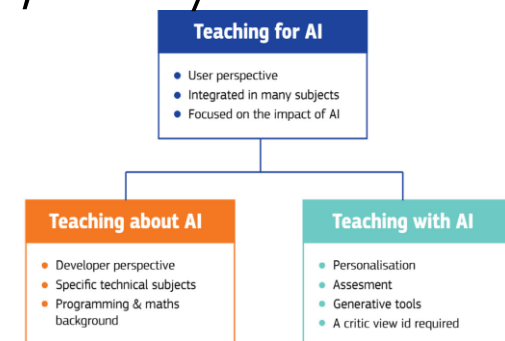 Teaching for AI
User perspective
Integrated in many subjects
Focused on the impact of AI
Teaching about AI
Developer perspective
Specific technical subjects
Programming & maths
background
Teaching with AI
Personalisation
Assesment
Generative tools
A critic view id required